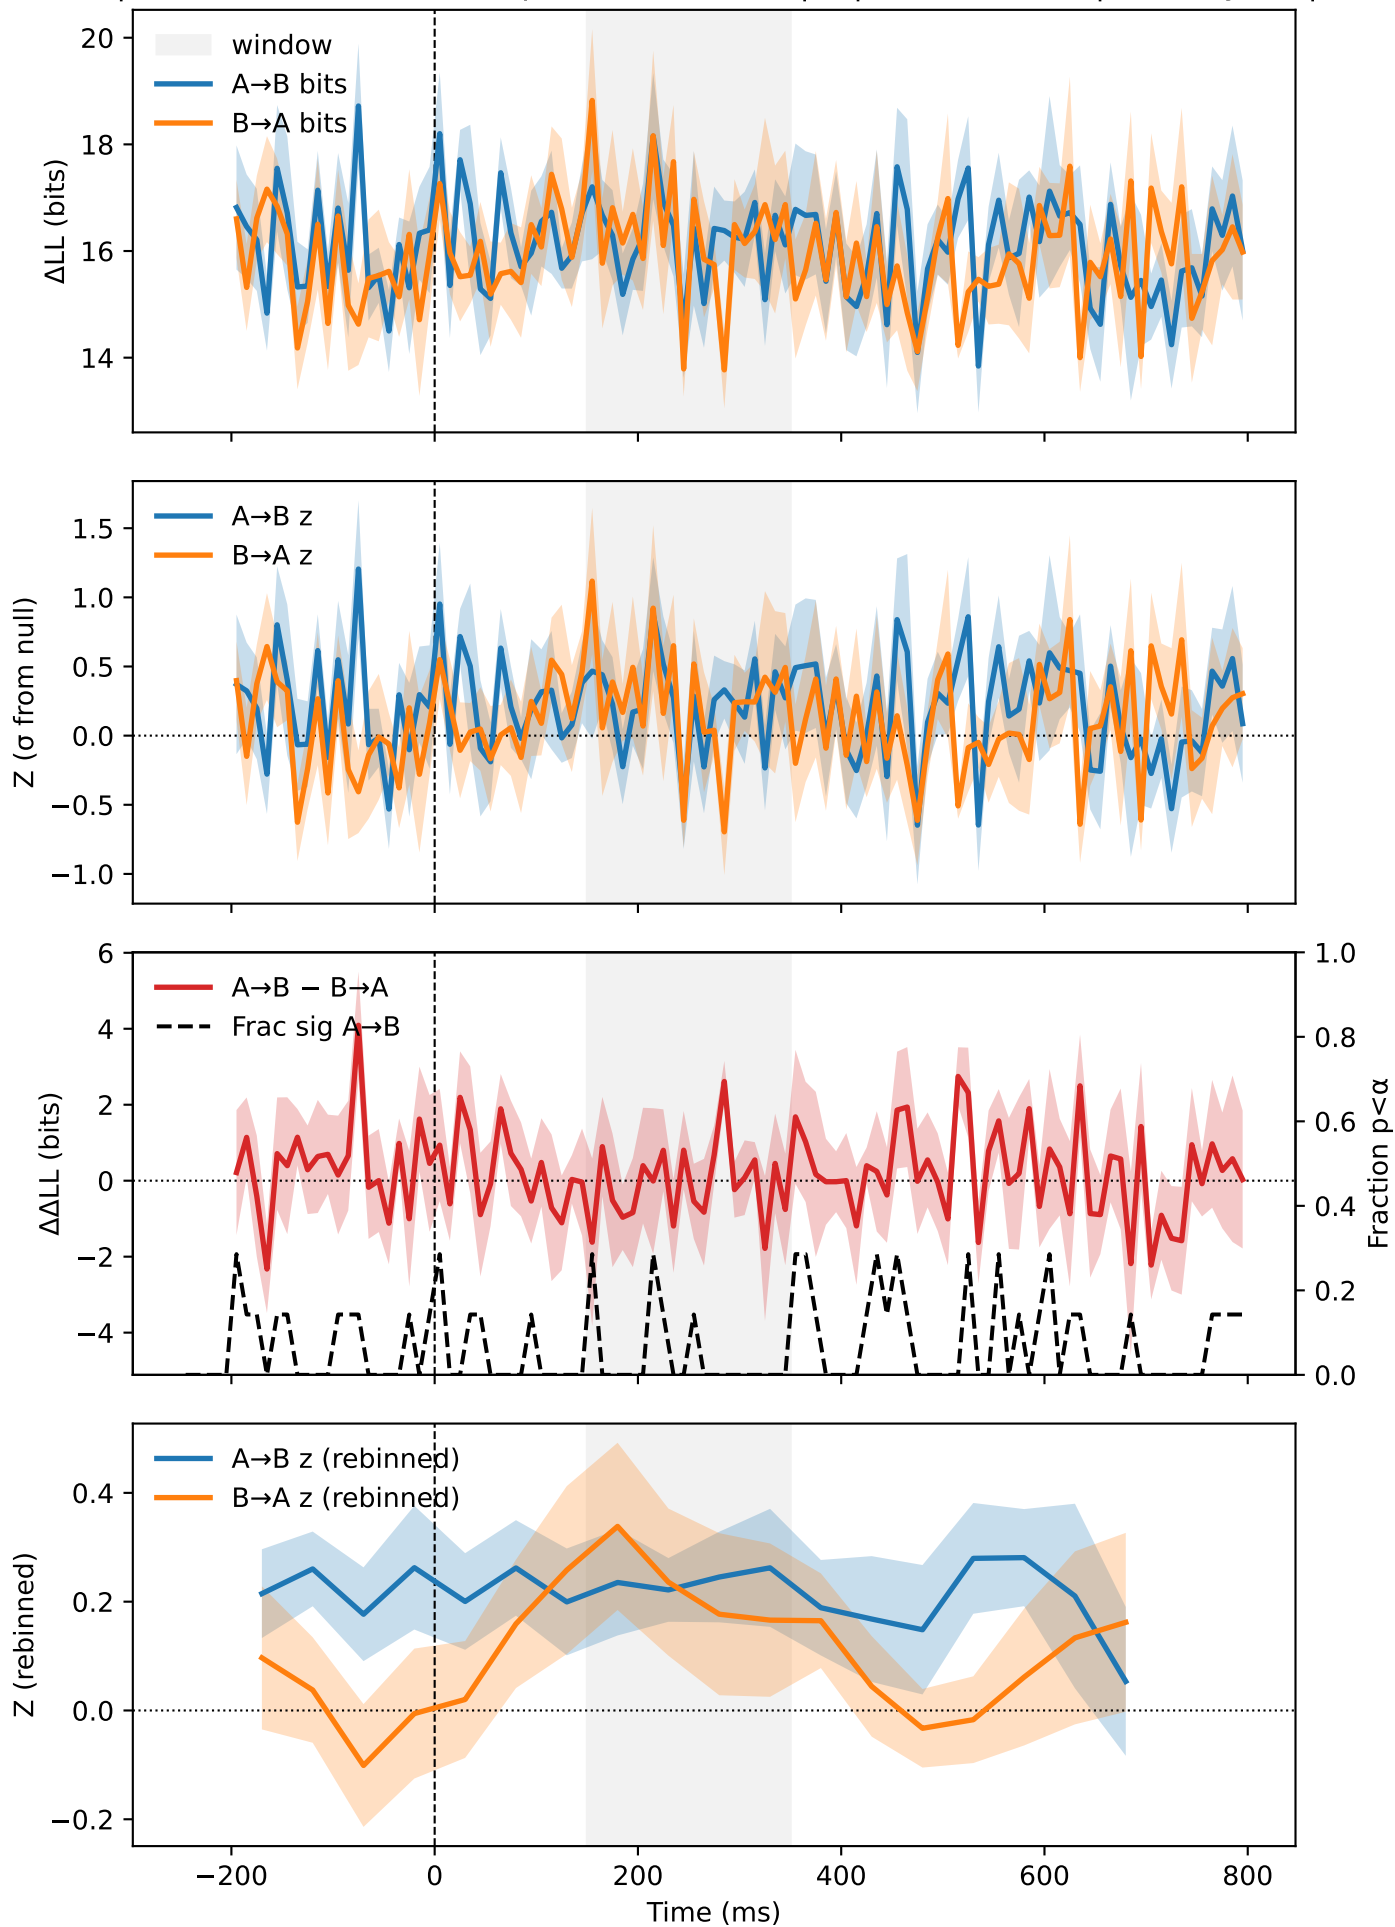 20
18
16
14
ΔLL (bits)
window
A→B bits
B→A bits
1.5
1.0
0.5
0.0
−0.5
−1.0
Z (σ from null)
A→B z
B→A z
6
4
2
0
−2
−4
ΔΔLL (bits)
A→B − B→A
Frac sig A→B
1.0
0.8
0.6
0.4
0.2
0.0
Fraction p<α
0.4
0.2
0.0
−0.2
Z (rebinned)
A→B z (rebinned)
B→A z (rebinned)
−200
0
200
400
600
800
Time (ms)